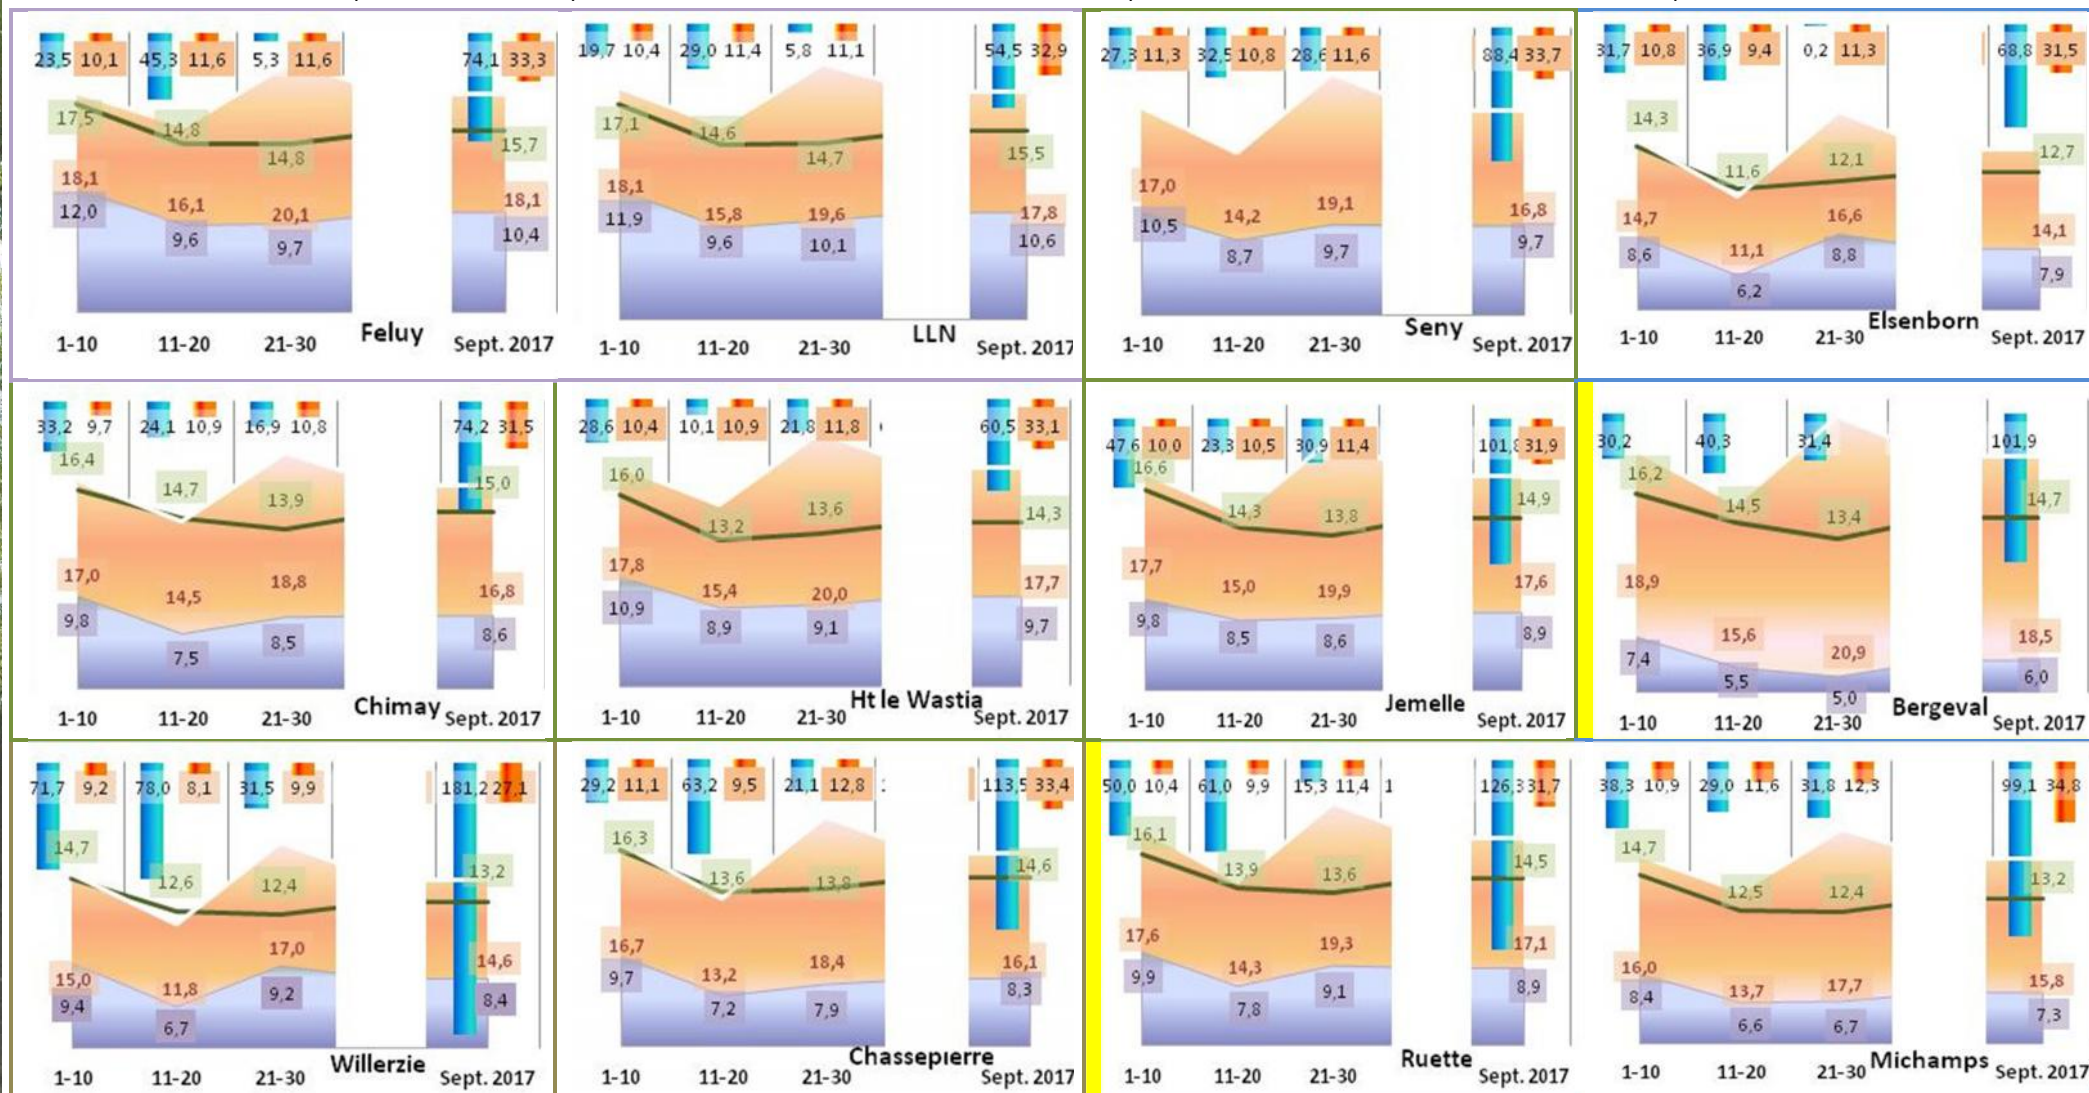 23,5 10,1 45,3 11,6 5,3 11,6 74,1 33,3
17,5 14,8 14,8 15,7
18,1 16,1 20,1 18,1
12,0 9,6 9,7 10,4
Feluy
1-10 11-20 21-30 Sept. 2017
19,7 10,4 29,0 11,4 5,8 11,1 54,5 32,9
17,1 14,6 14,7 15,5
18,1 15,8 19,6 17,8
11,9 9,6 10,1 10,6
LLN
1-10 11-20 21-30 Sept. 2017
27,3 11,3 32,5 10,8 28,6 11,6 88,4 33,7
17,0 14,2 19,1 16,8
10,5 8,7 9,7 9,7
Seny
1-10 11-20 21-30 Sept. 2017
31,7 10,8 36,9 9,4 0,2 11,3 68,8 31,5
14,3 11,6 12,1 12,7
14,7 11,1 16,6 14,1
8,6 6,2 8,8 7,9
Elsenborn
1-10 11-20 21-30 Sept. 2017
33,2 9,7 24,1 10,9 16,9 10,8 74,2 31,5
16,4 14,7 13,9 15,0
17,0 14,5 18,8 16,8
9,8 7,5 8,5 8,6
Chimay
1-10 11-20 21-30 Sept. 2017
28,6 10,4 10,1 10,9 21,8 11,8 60,5 33,1
16,0 13,2 13,6 14,3
17,8 15,4 20,0 17,7
10,9 8,9 9,1 9,7
Ht le Wastia
1-10 11-20 21-30 Sept. 2017
47,6 10,0 23,3 10,5 30,9 11,4 101,8 31,9
16,6 14,3 13,8 14,9
17,7 15,0 19,9 17,6
9,8 8,5 8,6 8,9
Jemelle
1-10 11-20 21-30 Sept. 2017
30,2 40,3 31,4 101,9
16,2 14,5 13,4 14,7
18,9 15,6 20,9 18,5
7,4 5,5 5,0 6,0
Bergeval
1-10 11-20 21-30 Sept. 2017
71,7 9,2 78,0 8,1 31,5 9,9 181,2 27,1
14,7 12,6 12,4 13,2
15,0 11,8 17,0 14,6
9,4 6,7 9,2 8,4
Willerzie
1-10 11-20 21-30 Sept. 2017
29,2 11,1 63,2 9,5 21,1 12,8 113,5 33,4
16,3 13,6 13,8 14,6
16,7 13,2 18,4 16,1
9,7 7,2 7,9 8,3
Chassepierre
1-10 11-20 21-30 Sept. 2017
50,0 10,4 61,0 9,9 15,3 11,4 1 126,3 31,7
16,1 13,9 13,6 14,5
17,6 14,3 19,3 17,1
9,9 7,8 9,1 8,9
Ruette
1-10 11-20 21-30 Sept. 2017
38,3 10,9 29,0 11,6 31,8 12,3 99,1 34,8
14,7 12,5 12,4 13,2
16,0 13,7 17,7 15,8
8,4 6,6 6,7 7,3
Michamps
1-10 11-20 21-30 Sept. 2017